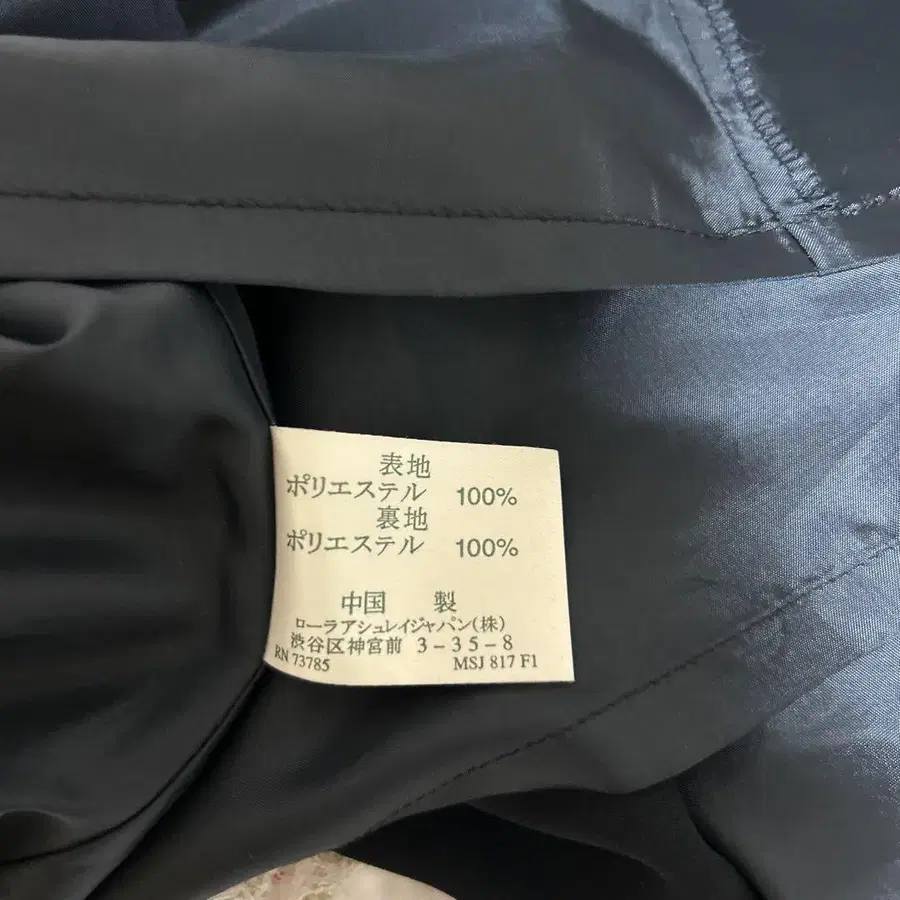 表地
ポリエステル 100%
裏地
ポリエステル 100%
中国 製
ローラアシュレイジャパン(株)
渋谷区神宮前 3-35-8
RN 73785 MSJ 817 F1